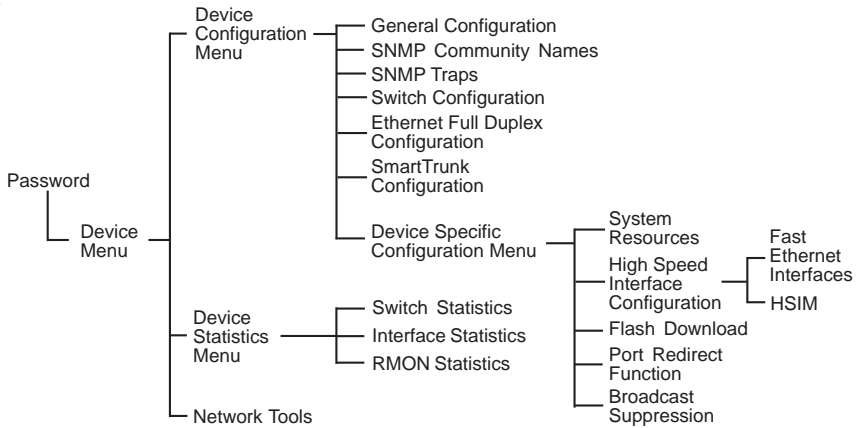 Device
Configuration
Menu
General Configuration
SNMP Community Names
SNMP Traps
Switch Configuration
Ethernet Full Duplex
Configuration
SmartTrunk
Configuration
Password
Device
Menu
Device Specific
Configuration Menu
System
Resources
High Speed
Interface
Configuration
Fast
Ethernet
Interfaces
HSIM
Flash Download
Port Redirect
Function
Broadcast
Suppression
Device
Statistics
Menu
Switch Statistics
Interface Statistics
RMON Statistics
Network Tools